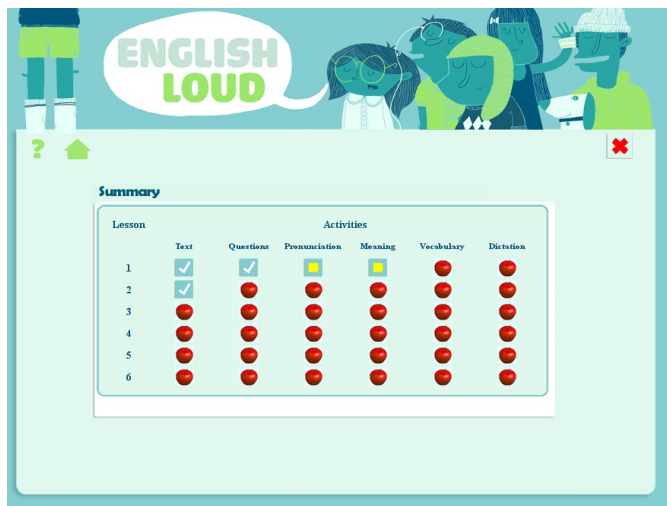 ENGLISH
LOUD
?
Summary
Lesson Activities
Text Questions Pronunciation Meaning Vocabulary Dictation
1
2
3
4
5
6